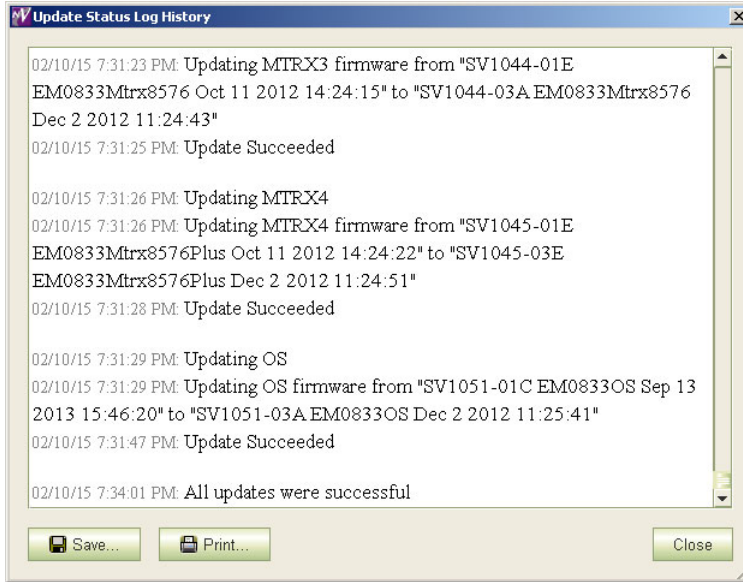 Update Status Log History
02/10/15 7:31:23 PM: Updating MTRX3 firmware from "SV1044-01E
EM0833Mtrx8576 Oct 11 2012 14:24:15" to "SV1044-03A EM0833Mtrx8576
Dec 2 2012 11:24:43"
02/10/15 7:31:25 PM: Update Succeeded
02/10/15 7:31:26 PM: Updating MTRX4
02/10/15 7:31:26 PM: Updating MTRX4 firmware from "SV1045-01E
EM0833Mtrx8576Plus Oct 11 2012 14:24:22" to "SV1045-03E
EM0833Mtrx8576Plus Dec 2 2012 11:24:51"
02/10/15 7:31:28 PM: Update Succeeded
02/10/15 7:31:29 PM: Updating OS
02/10/15 7:31:29 PM: Updating OS firmware from "SV1051-01C EM0833OS Sep 13
2013 15:46:20" to "SV1051-03A EM0833OS Dec 2 2012 11:25:41"
02/10/15 7:31:47 PM: Update Succeeded
02/10/15 7:34:01 PM: All updates were successful
Save... Print... Close